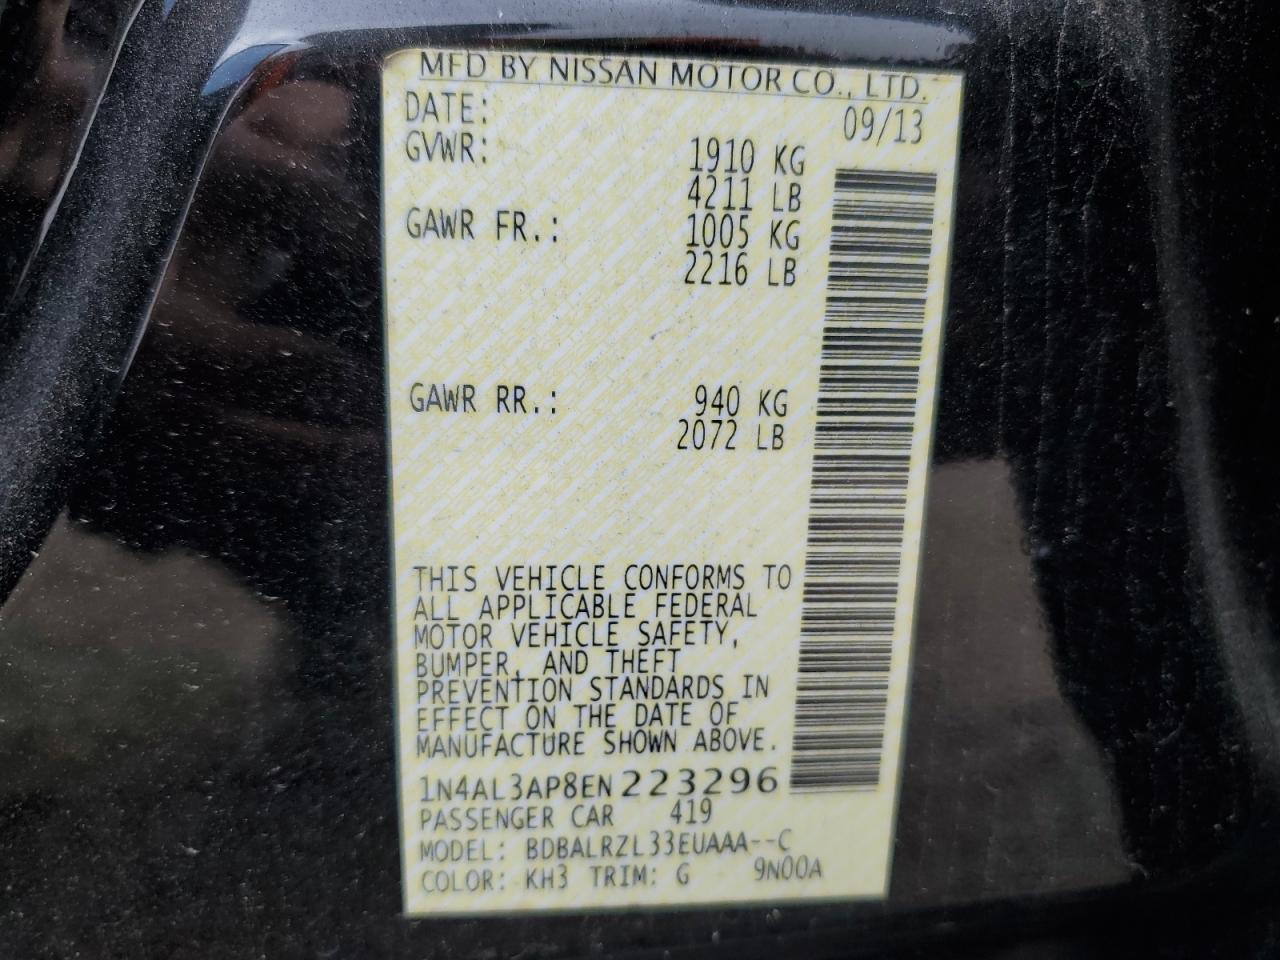 MFD BY NISSAN MOTOR CO., LTD.
DATE: 09/13
GVWR: 1910 KG
4211 LB
GAWR FR.: 1005 KG
2216 LB
GAWR RR.: 940 KG
2072 LB
THIS VEHICLE CONFORMS TO
ALL APPLICABLE FEDERAL
MOTOR VEHICLE SAFETY,
BUMPER, AND THEFT
PREVENTION STANDARDS IN
EFFECT ON THE DATE OF
MANUFACTURE SHOWN ABOVE.
1N4AL3AP8EN223296
PASSENGER CAR 419
MODEL: BDBALRZL33EUAAA--C
COLOR: KH3 TRIM: G 9N00A